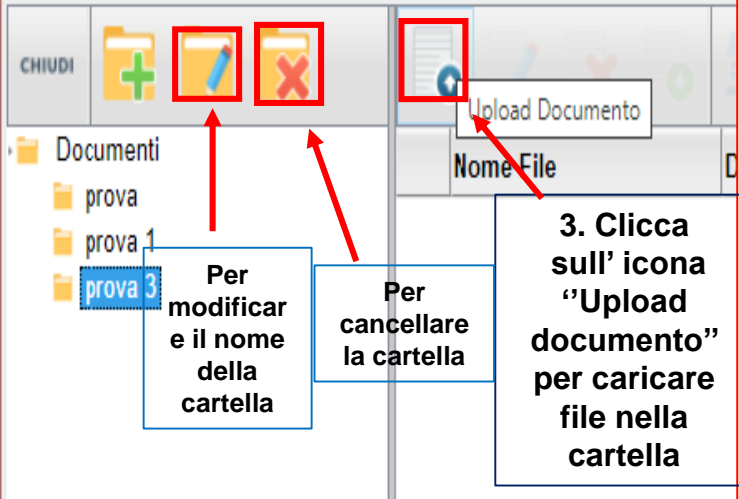 CHIUDI
Upload Documento
Documenti
Nome File
D
prova
prova 1
prova 3
Per
modificar
e il nome
della
cartella
Per
cancellare
la cartella
3. Clicca
sull’ icona
‘’Upload
documento’’
per caricare
file nella
cartella